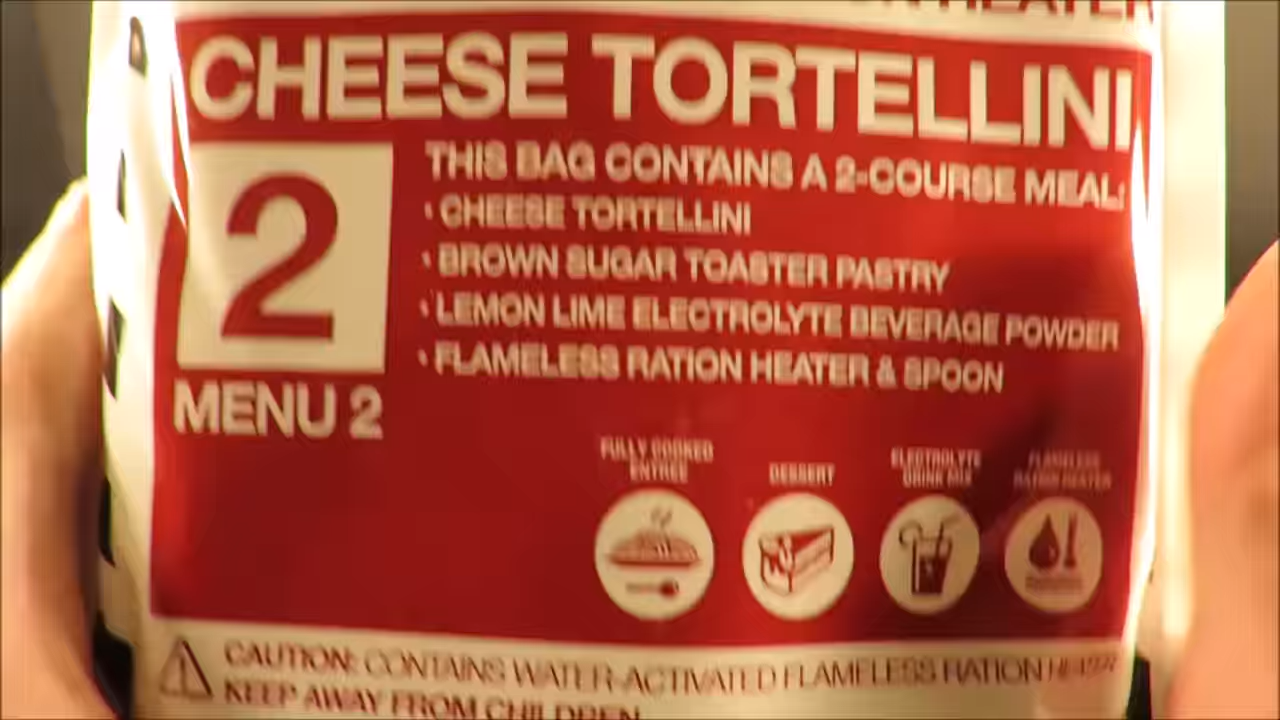 HEATER
CHEESE TORTELLINI
2
MENU 2
THIS BAG CONTAINS A 2-COURSE MEAL:
• CHEESE TORTELLINI
• BROWN SUGAR TOASTER PASTRY
• LEMON LIME ELECTROLYTE BEVERAGE POWDER
• FLAMELESS RATION HEATER & SPOON
FULLY COOKED
ENTREE
DESSERT
ELECTROLYTE
DRINK MIX
FLAMELESS
RATION HEATER
CAUTION: CONTAINS WATER-ACTIVATED FLAMELESS RATION HEATER
KEEP AWAY FROM CHILDREN